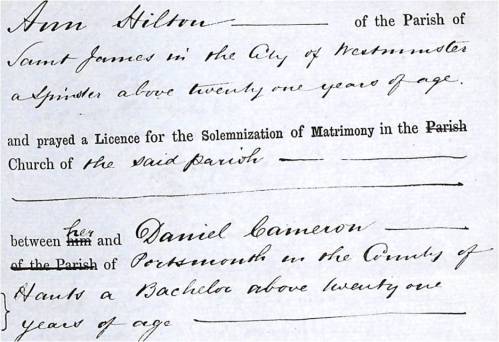 Ann Hilton of the Parish of
Saint James in the City of Westminster
a Spinster above twenty one years of age.
and prayed a Licence for the Solemnization of Matrimony in the Parish
Church of the said parish
her
between him and Daniel Cameron
of the Parish of Portsmouth in the County of
Hants a Bachelor above twenty one
years of age